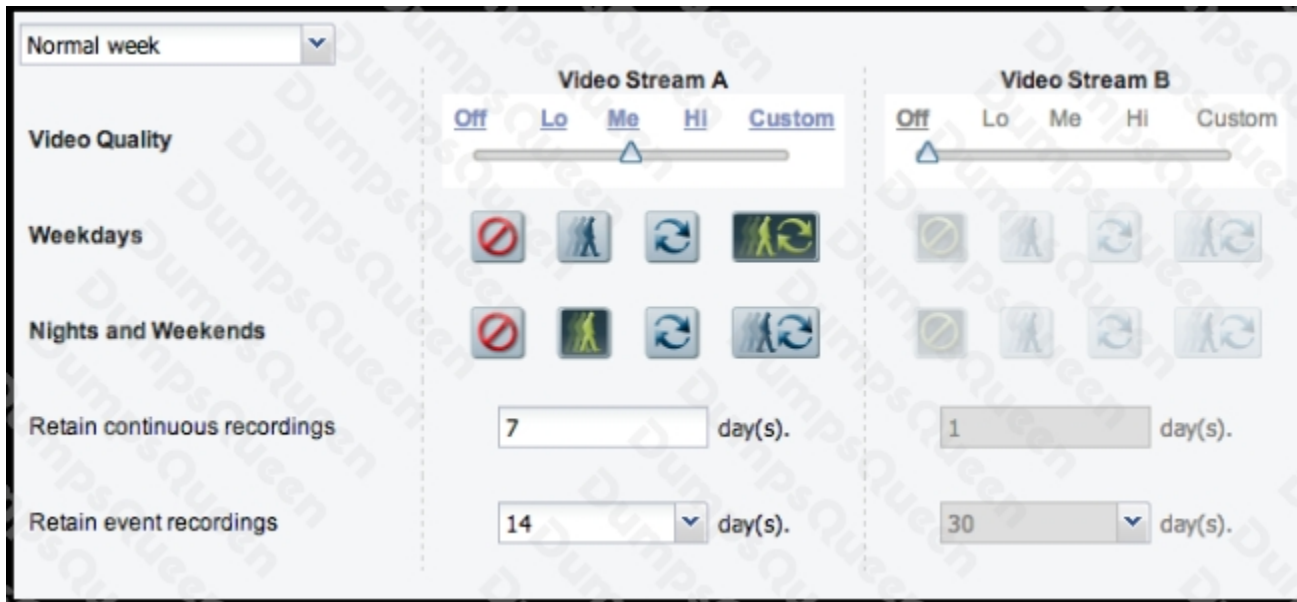 Normal week
Video Stream A
Video Stream B
Video Quality
Off Lo Me Hi Custom
Off Lo Me Hi Custom
Weekdays
Nights and Weekends
Retain continuous recordings
7 day(s).
1 day(s).
Retain event recordings
14 day(s).
30 day(s).
DumpsQueen